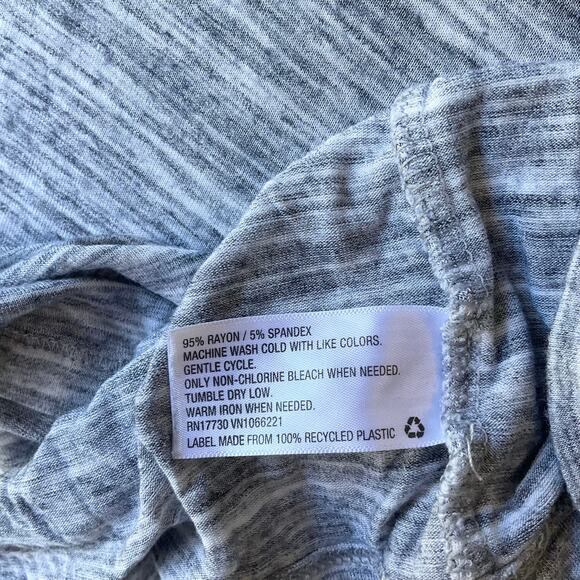 95% RAYON / 5% SPANDEX
MACHINE WASH COLD WITH LIKE COLORS.
GENTLE CYCLE.
ONLY NON-CHLORINE BLEACH WHEN NEEDED.
TUMBLE DRY LOW.
WARM IRON WHEN NEEDED.
RN17730 VN1066221
LABEL MADE FROM 100% RECYCLED PLASTIC